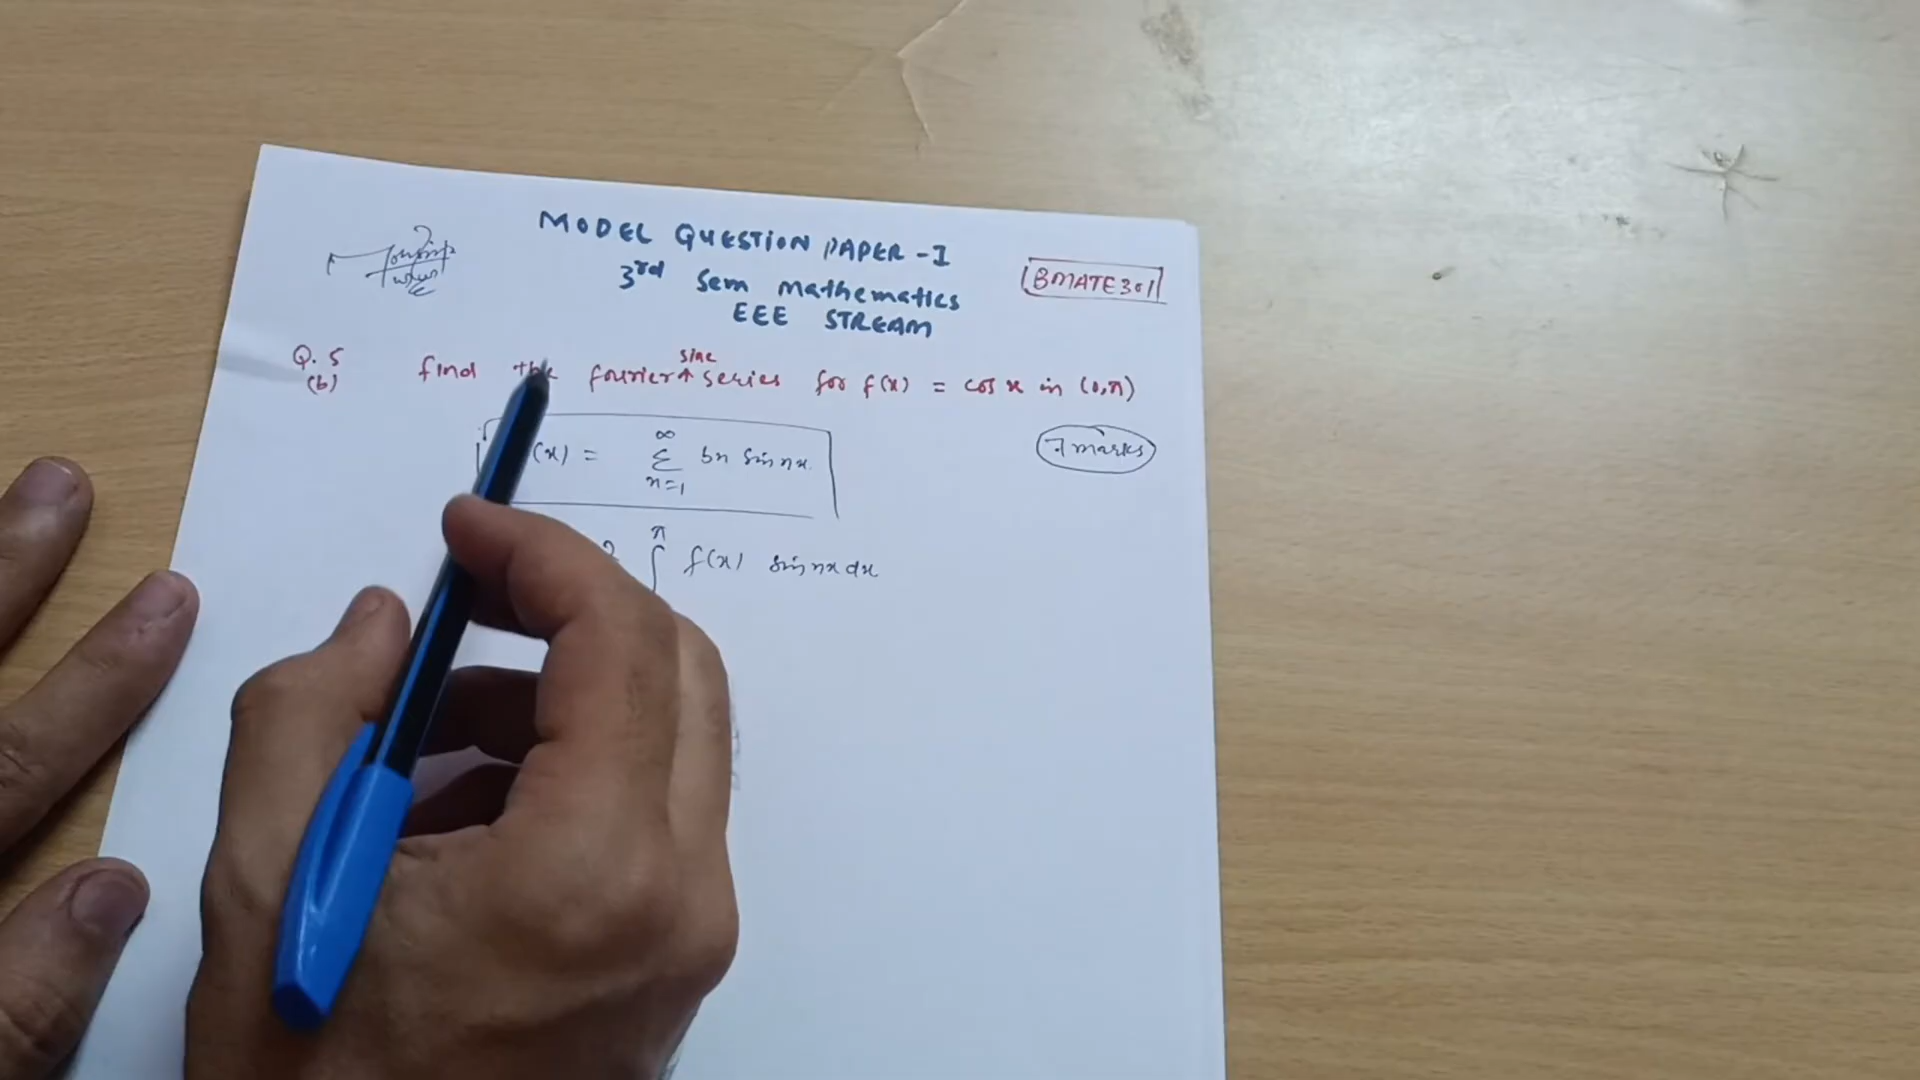 MODEL QUESTION PAPER - I
3rd Sem mathematics
EEE STREAM
BMATE301
Q. 5
(b)
find the fourier sine series for f(x) = cos x in (0,π)
7 marks
(x) = ∞ Σ n=1 bn sin nx.
2 ∫ π f(x) sin nx dx